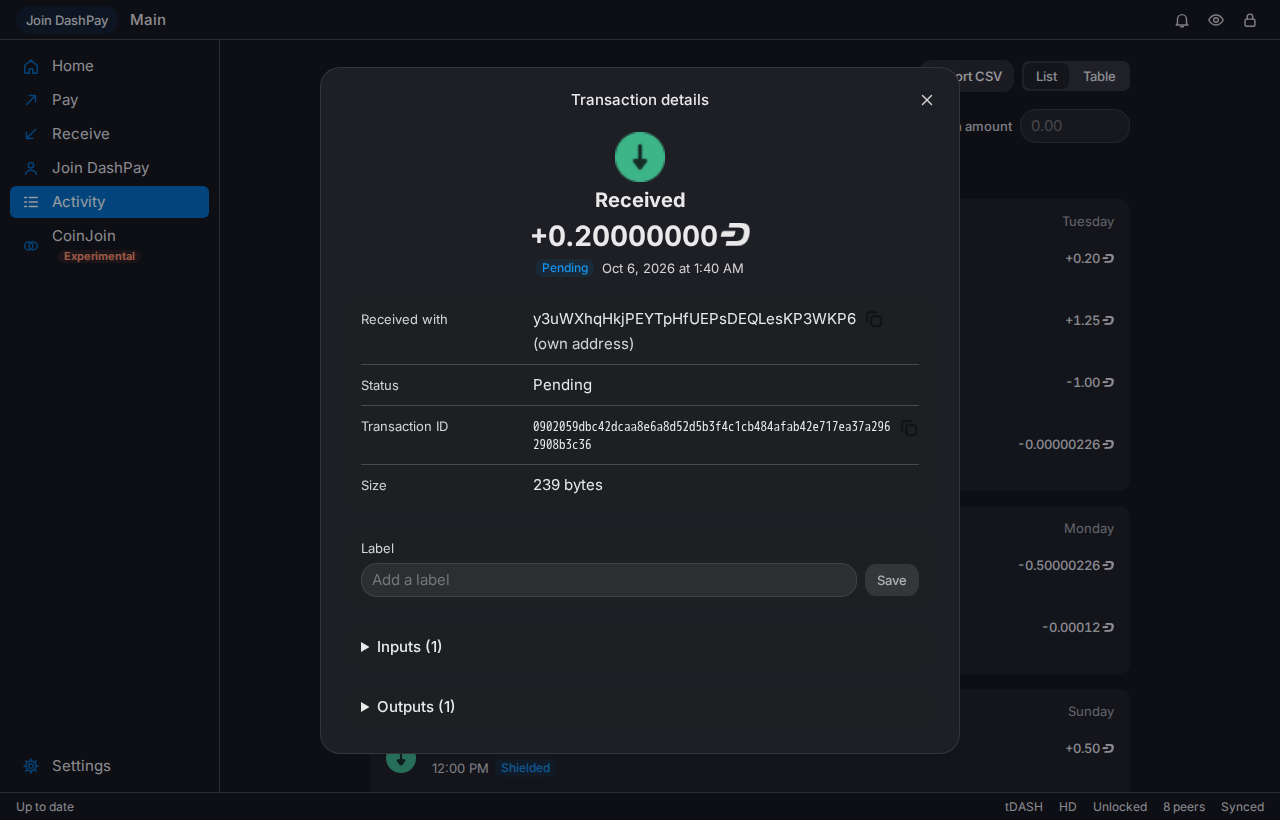 Join DashPay Main
Home
Pay
Receive
Join DashPay
Activity
CoinJoin
Experimental
Settings
ort CSV List Table
amount 0.00
Transaction details
Received
+0.20000000
Pending Oct 6, 2026 at 1:40 AM
Received with y3uWXhqHkjPEYTpHfUEPsDEQLesKP3WKP6
(own address)
Status Pending
Transaction ID 0902059dbc42dcaa8e6a8d52d5b3f4c1cb484afab42e717ea37a296
2908b3c36
Size 239 bytes
Label
Add a label Save
Inputs (1)
Outputs (1)
Tuesday
+0.20
+1.25
-1.00
-0.00000226
Monday
-0.50000226
-0.00012
Sunday
+0.50
12:00 PM Shielded
Up to date tDASH HD Unlocked 8 peers Synced